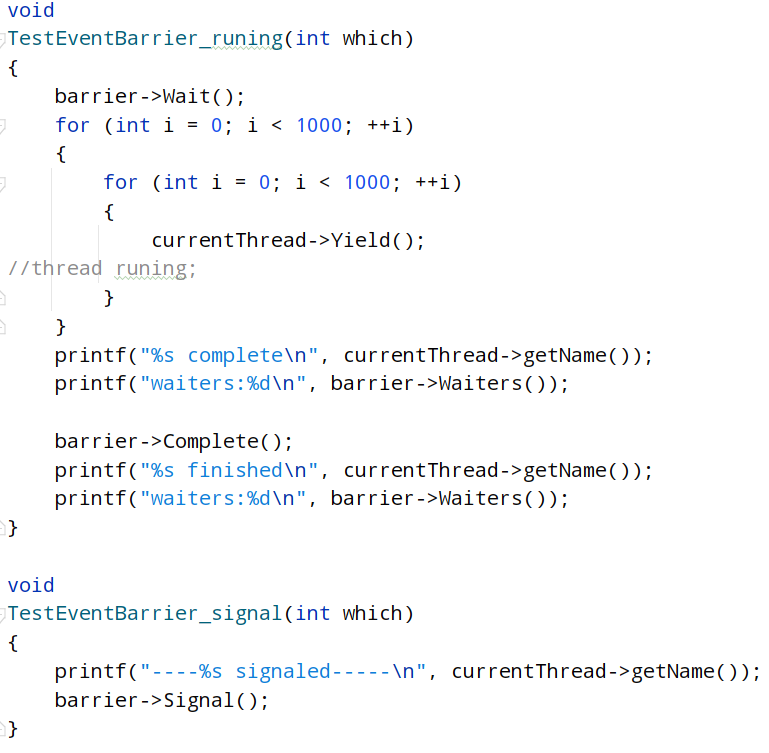 void
TestEventBarrier_runing(int which)
{
    barrier->Wait();
    for (int i = 0; i < 1000; ++i)
    {
        for (int i = 0; i < 1000; ++i)
        {
            currentThread->Yield();
//thread runing;
        }
    }
    printf("%s complete\n", currentThread->getName());
    printf("waiters:%d\n", barrier->Waiters());

    barrier->Complete();
    printf("%s finished\n", currentThread->getName());
    printf("waiters:%d\n", barrier->Waiters());
}

void
TestEventBarrier_signal(int which)
{
    printf("----%s signaled-----\n", currentThread->getName());
    barrier->Signal();
}